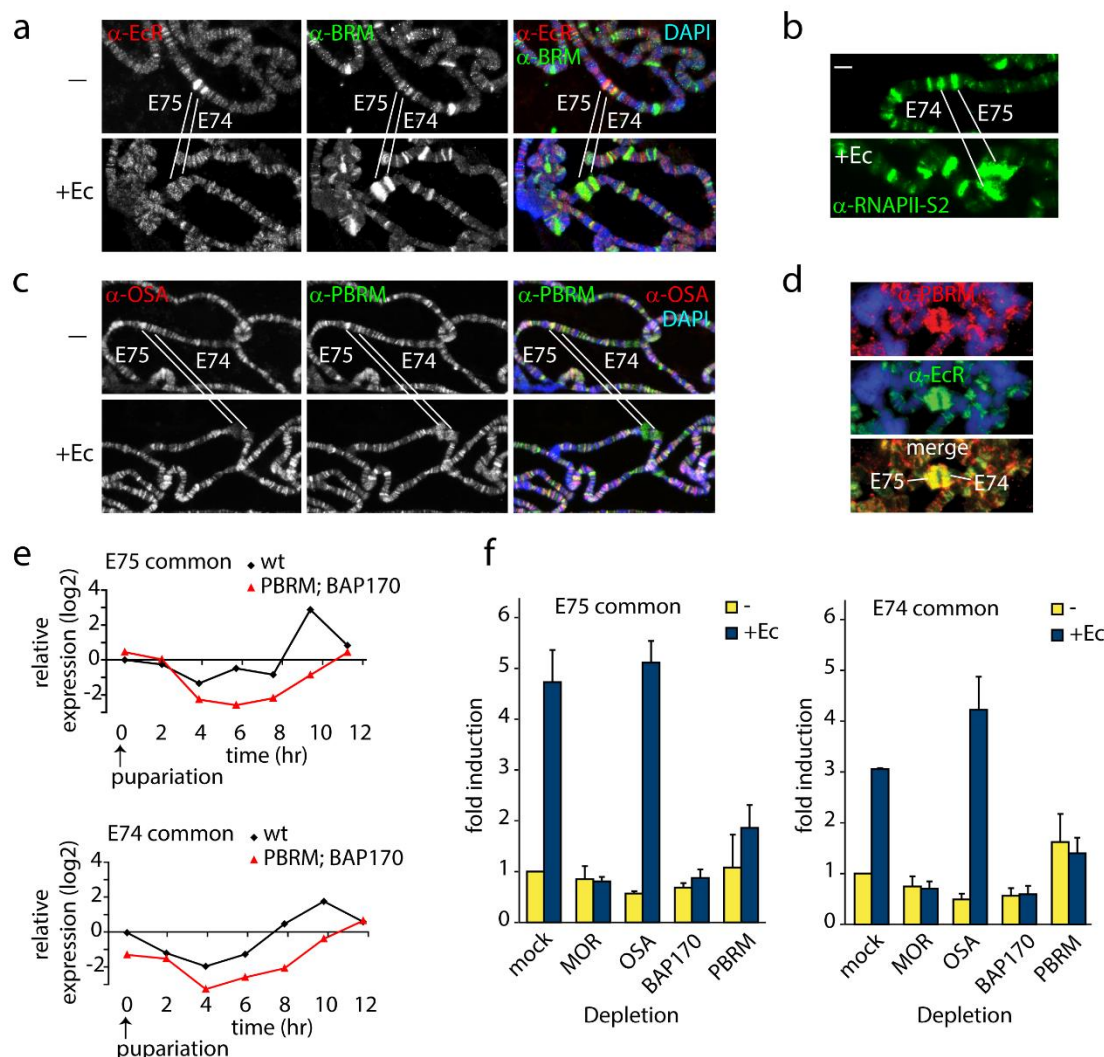 a
α-EcR
α-BRM
α-EcR
DAPI
α-BRM
—
E75
E74
E75
E74
E75
E74
+Ec
b
—
E74
E75
+Ec
α-RNAPII-S2
c
α-OSA
α-PBRM
α-PBRM
α-OSA
DAPI
—
E75
E74
E75
E74
E75
E74
+Ec
d
α-PBRM
α-EcR
merge
E75
E74
e
E75 common
wt
PBRM; BAP170
relative
expression (log2)
4
2
0
-2
0 2 4 6 8 10 12
time (hr)
pupariation
E74 common
wt
PBRM; BAP170
relative
expression (log2)
4
2
0
-2
0 2 4 6 8 10 12
time (hr)
pupariation
f
E75 common
-
+Ec
fold induction
6
5
4
3
2
1
0
mock
MOR
OSA
BAP170
PBRM
Depletion
E74 common
-
+Ec
fold induction
6
5
4
3
2
1
0
mock
MOR
OSA
BAP170
PBRM
Depletion